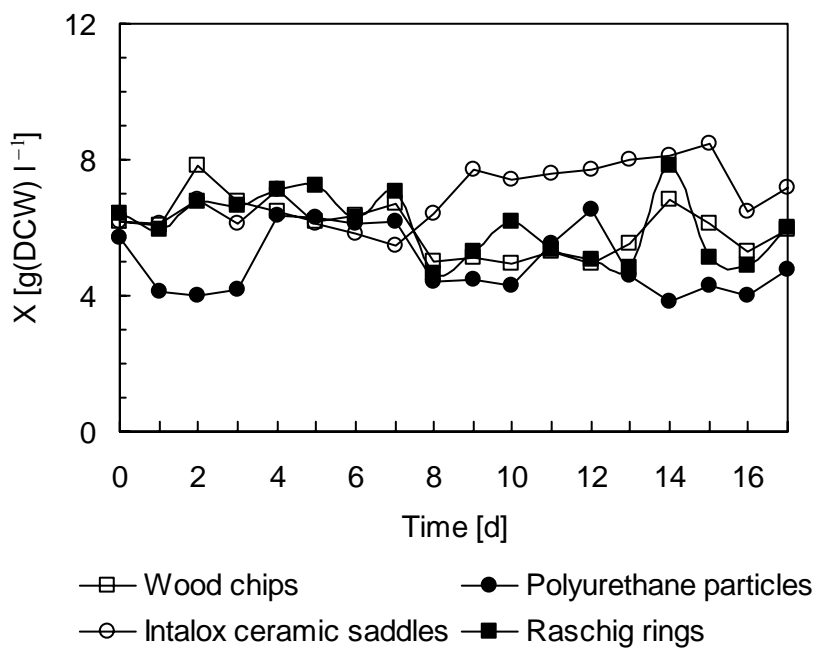 12
8
4
0
X [g(DCW) l⁻¹]
0 2 4 6 8 10 12 14 16
Time [d]
Wood chips Polyurethane particles
Intalox ceramic saddles Raschig rings